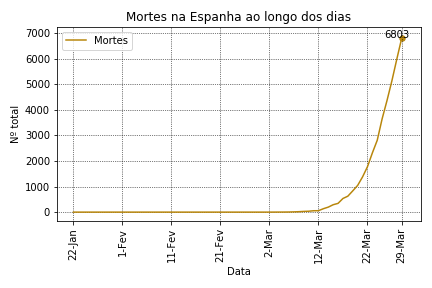 Mortes na Espanha ao longo dos dias
Mortes
6803
7000
6000
5000
4000
3000
2000
1000
0
Nº total
22-Jan
1-Fev
11-Fev
21-Fev
2-Mar
12-Mar
22-Mar
29-Mar
Data